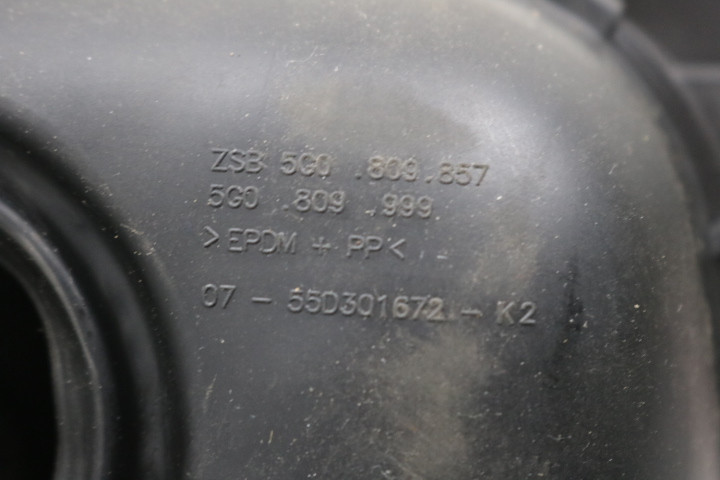 ZSB 5G0 .809.857
5G0 .809 .999
>EPDM + PP<
07 - 55D301672 - K2